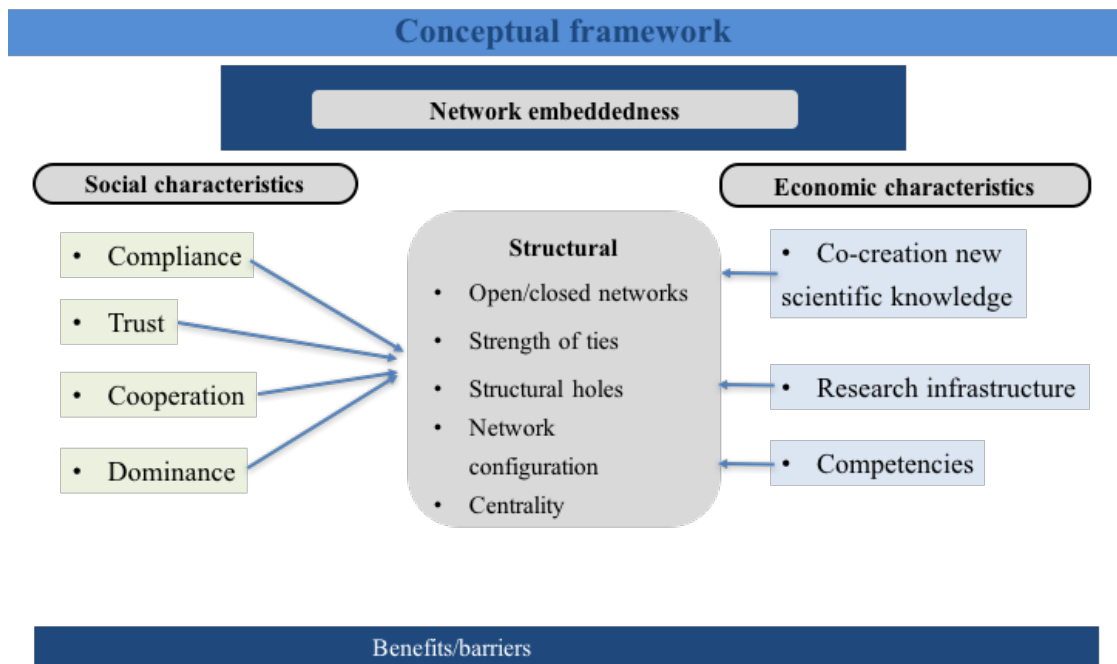 Conceptual framework
Network embeddedness
Social characteristics
• Compliance
• Trust
• Cooperation
• Dominance
Structural
• Open/closed networks
• Strength of ties
• Structural holes
• Network
configuration
• Centrality
Economic characteristics
• Co-creation new
scientific knowledge
• Research infrastructure
• Competencies
Benefits/barriers